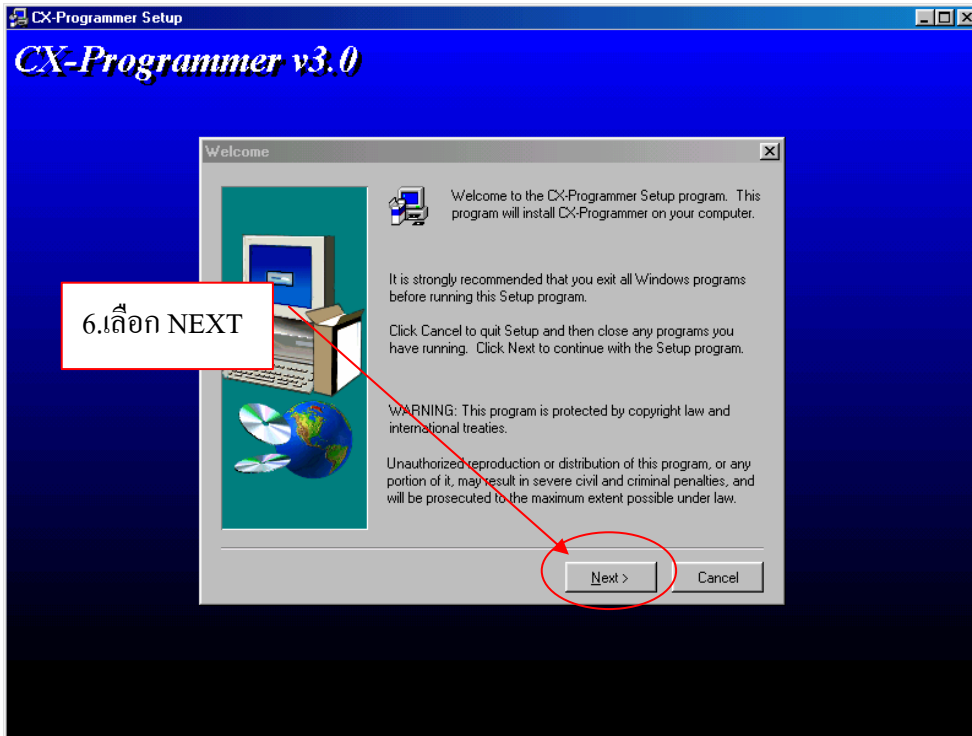 CX-Programmer Setup
CX-Programmer v3.0
Welcome
Welcome to the CX-Programmer Setup program. This
program will install CX-Programmer on your computer.
It is strongly recommended that you exit all Windows programs
before running this Setup program.
6.เลือก NEXT
Click Cancel to quit Setup and then close any programs you
have running. Click Next to continue with the Setup program.
WARNING: This program is protected by copyright law and
international treaties.
Unauthorized reproduction or distribution of this program, or any
portion of it, may result in severe civil and criminal penalties, and
will be prosecuted to the maximum extent possible under law.
Next >
Cancel